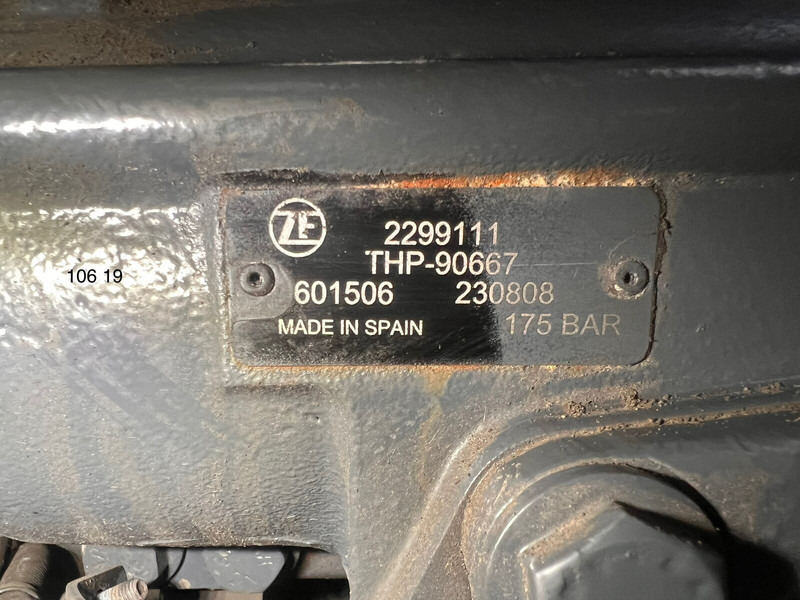 ZF 2299111
THP-90667
106 19
601506 230808
MADE IN SPAIN 175 BAR